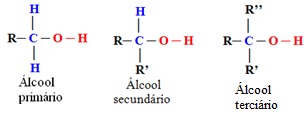 H
R−C−O−H
H
Álcool
primário
H
R−C−O−H
R'
Álcool
secundário
R''
R−C−O−H
R'
Álcool
terciário